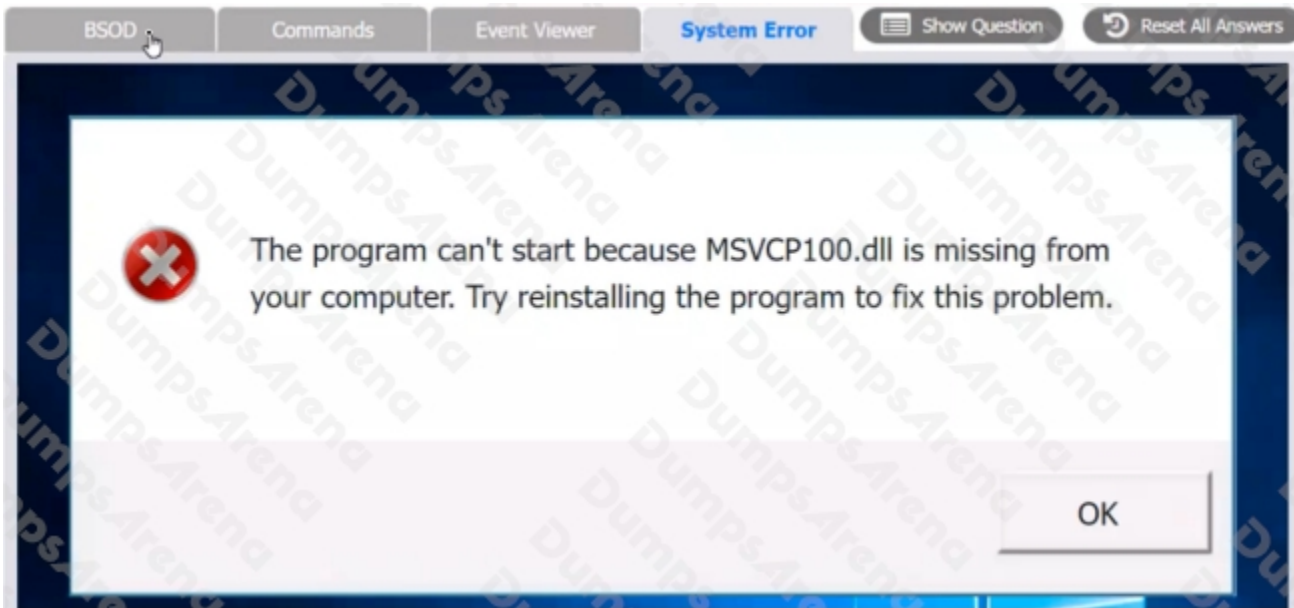 BSOD
Commands
Event Viewer
System Error
Show Question
Reset All Answers
The program can't start because MSVCP100.dll is missing from
your computer. Try reinstalling the program to fix this problem.
OK
DumpsArena